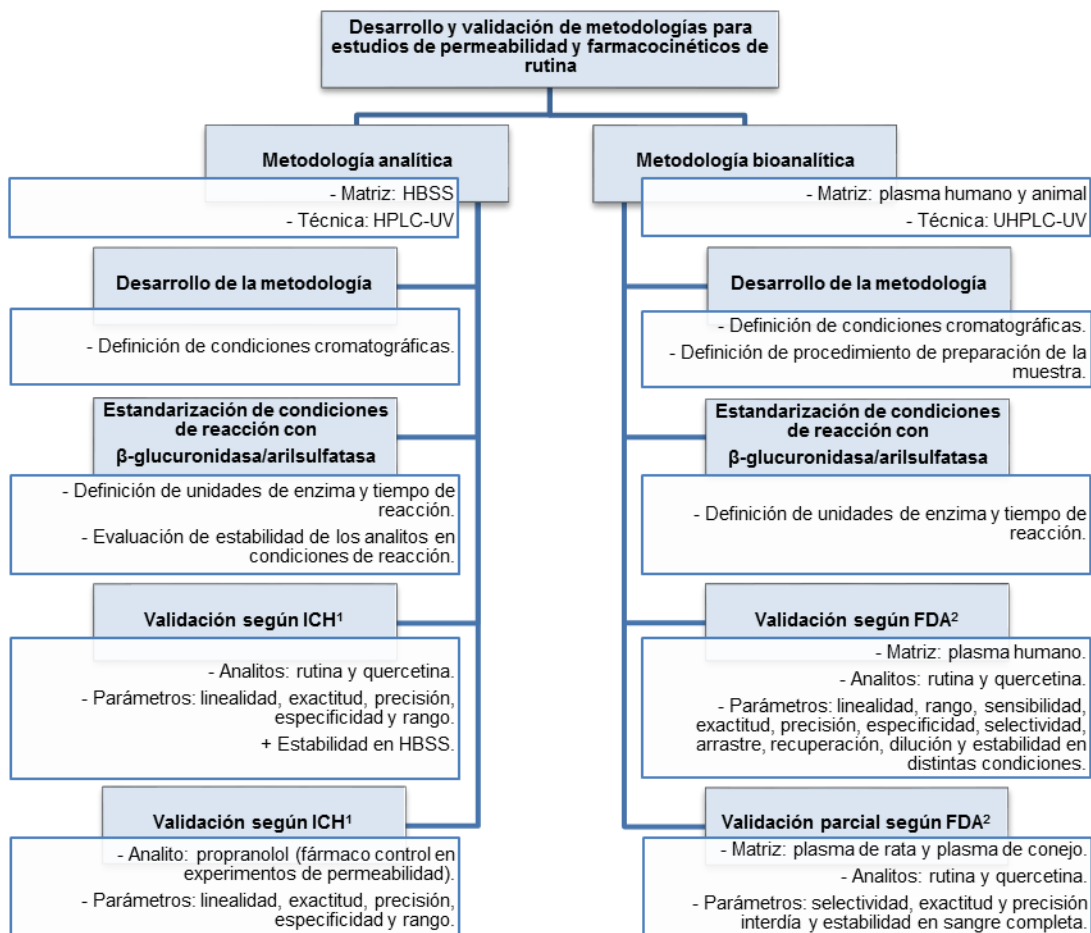 Desarrollo y validación de metodologías para
estudios de permeabilidad y farmacocinéticos de
rutina
Metodología analítica
- Matriz: HBSS
- Técnica: HPLC-UV
Desarrollo de la metodología
- Definición de condiciones cromatográficas.
Estandarización de condiciones
de reacción con
β-glucuronidasa/arilsulfatasa
- Definición de unidades de enzima y tiempo de
reacción.
- Evaluación de estabilidad de los analitos en
condiciones de reacción.
Validación según ICH¹
- Analitos: rutina y quercetina.
- Parámetros: linealidad, exactitud, precisión,
especificidad y rango.
+ Estabilidad en HBSS.
Validación según ICH¹
- Analito: propranolol (fármaco control en
experimentos de permeabilidad).
- Parámetros: linealidad, exactitud, precisión,
especificidad y rango.
Metodología bioanalítica
- Matriz: plasma humano y animal
- Técnica: UHPLC-UV
Desarrollo de la metodología
- Definición de condiciones cromatográficas.
- Definición de procedimiento de preparación de la
muestra.
Estandarización de condiciones
de reacción con
β-glucuronidasa/arilsulfatasa
- Definición de unidades de enzima y tiempo de
reacción.
Validación según FDA²
- Matriz: plasma humano.
- Analitos: rutina y quercetina.
- Parámetros: linealidad, rango, sensibilidad,
exactitud, precisión, especificidad, selectividad,
arrastre, recuperación, dilución y estabilidad en
distintas condiciones.
Validación parcial según FDA²
- Matriz: plasma de rata y plasma de conejo.
- Analitos: rutina y quercetina.
- Parámetros: selectividad, exactitud y precisión
interdía y estabilidad en sangre completa.